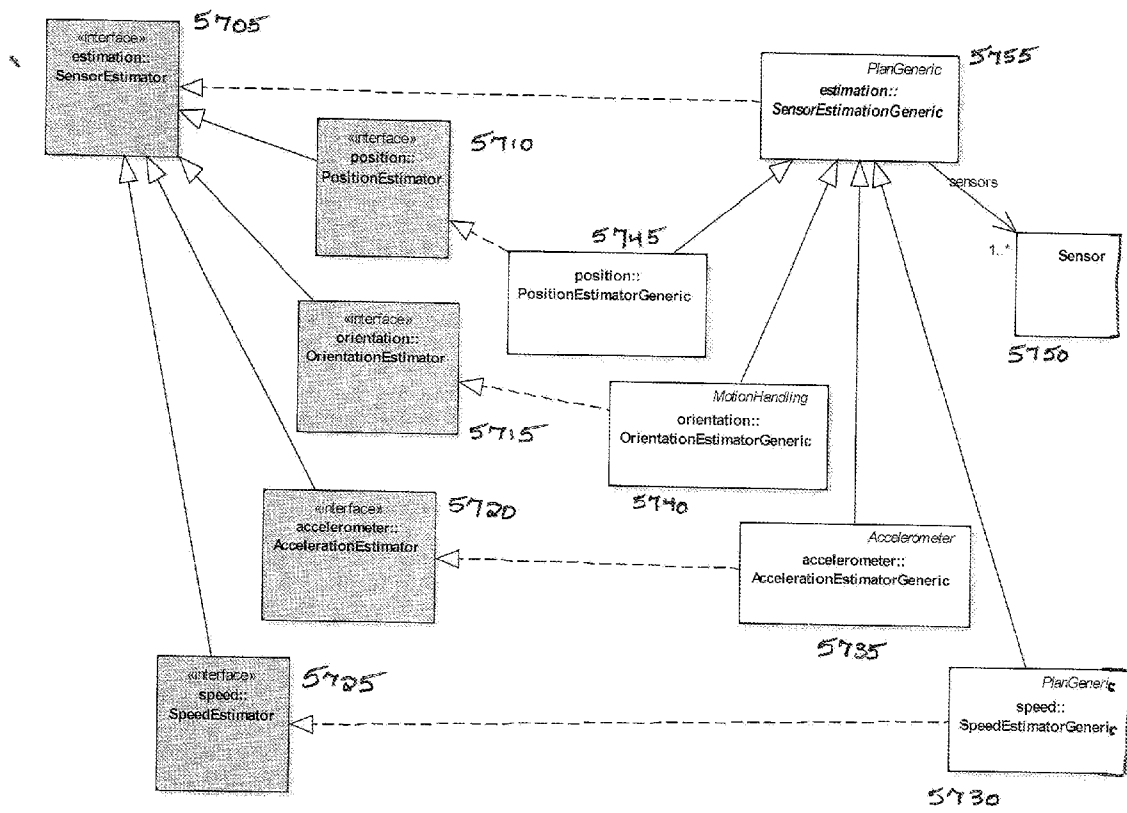 5705
«interface»
estimation::
SensorEstimator
PlanGeneric
estimation::
SensorEstimationGeneric
5755
«interface»
position::
PositionEstimator
5710
sensors
1..*
Sensor
5750
5745
position::
PositionEstimatorGeneric
«interface»
orientation::
OrientationEstimator
5715
MotionHandling
orientation::
OrientationEstimatorGeneric
5740
«interface»
accelerometer::
AccelerationEstimator
5720
Accelerometer
accelerometer::
AccelerationEstimatorGeneric
5735
«interface»
speed::
SpeedEstimator
5725
PlanGeneric
speed::
SpeedEstimatorGeneric
5730